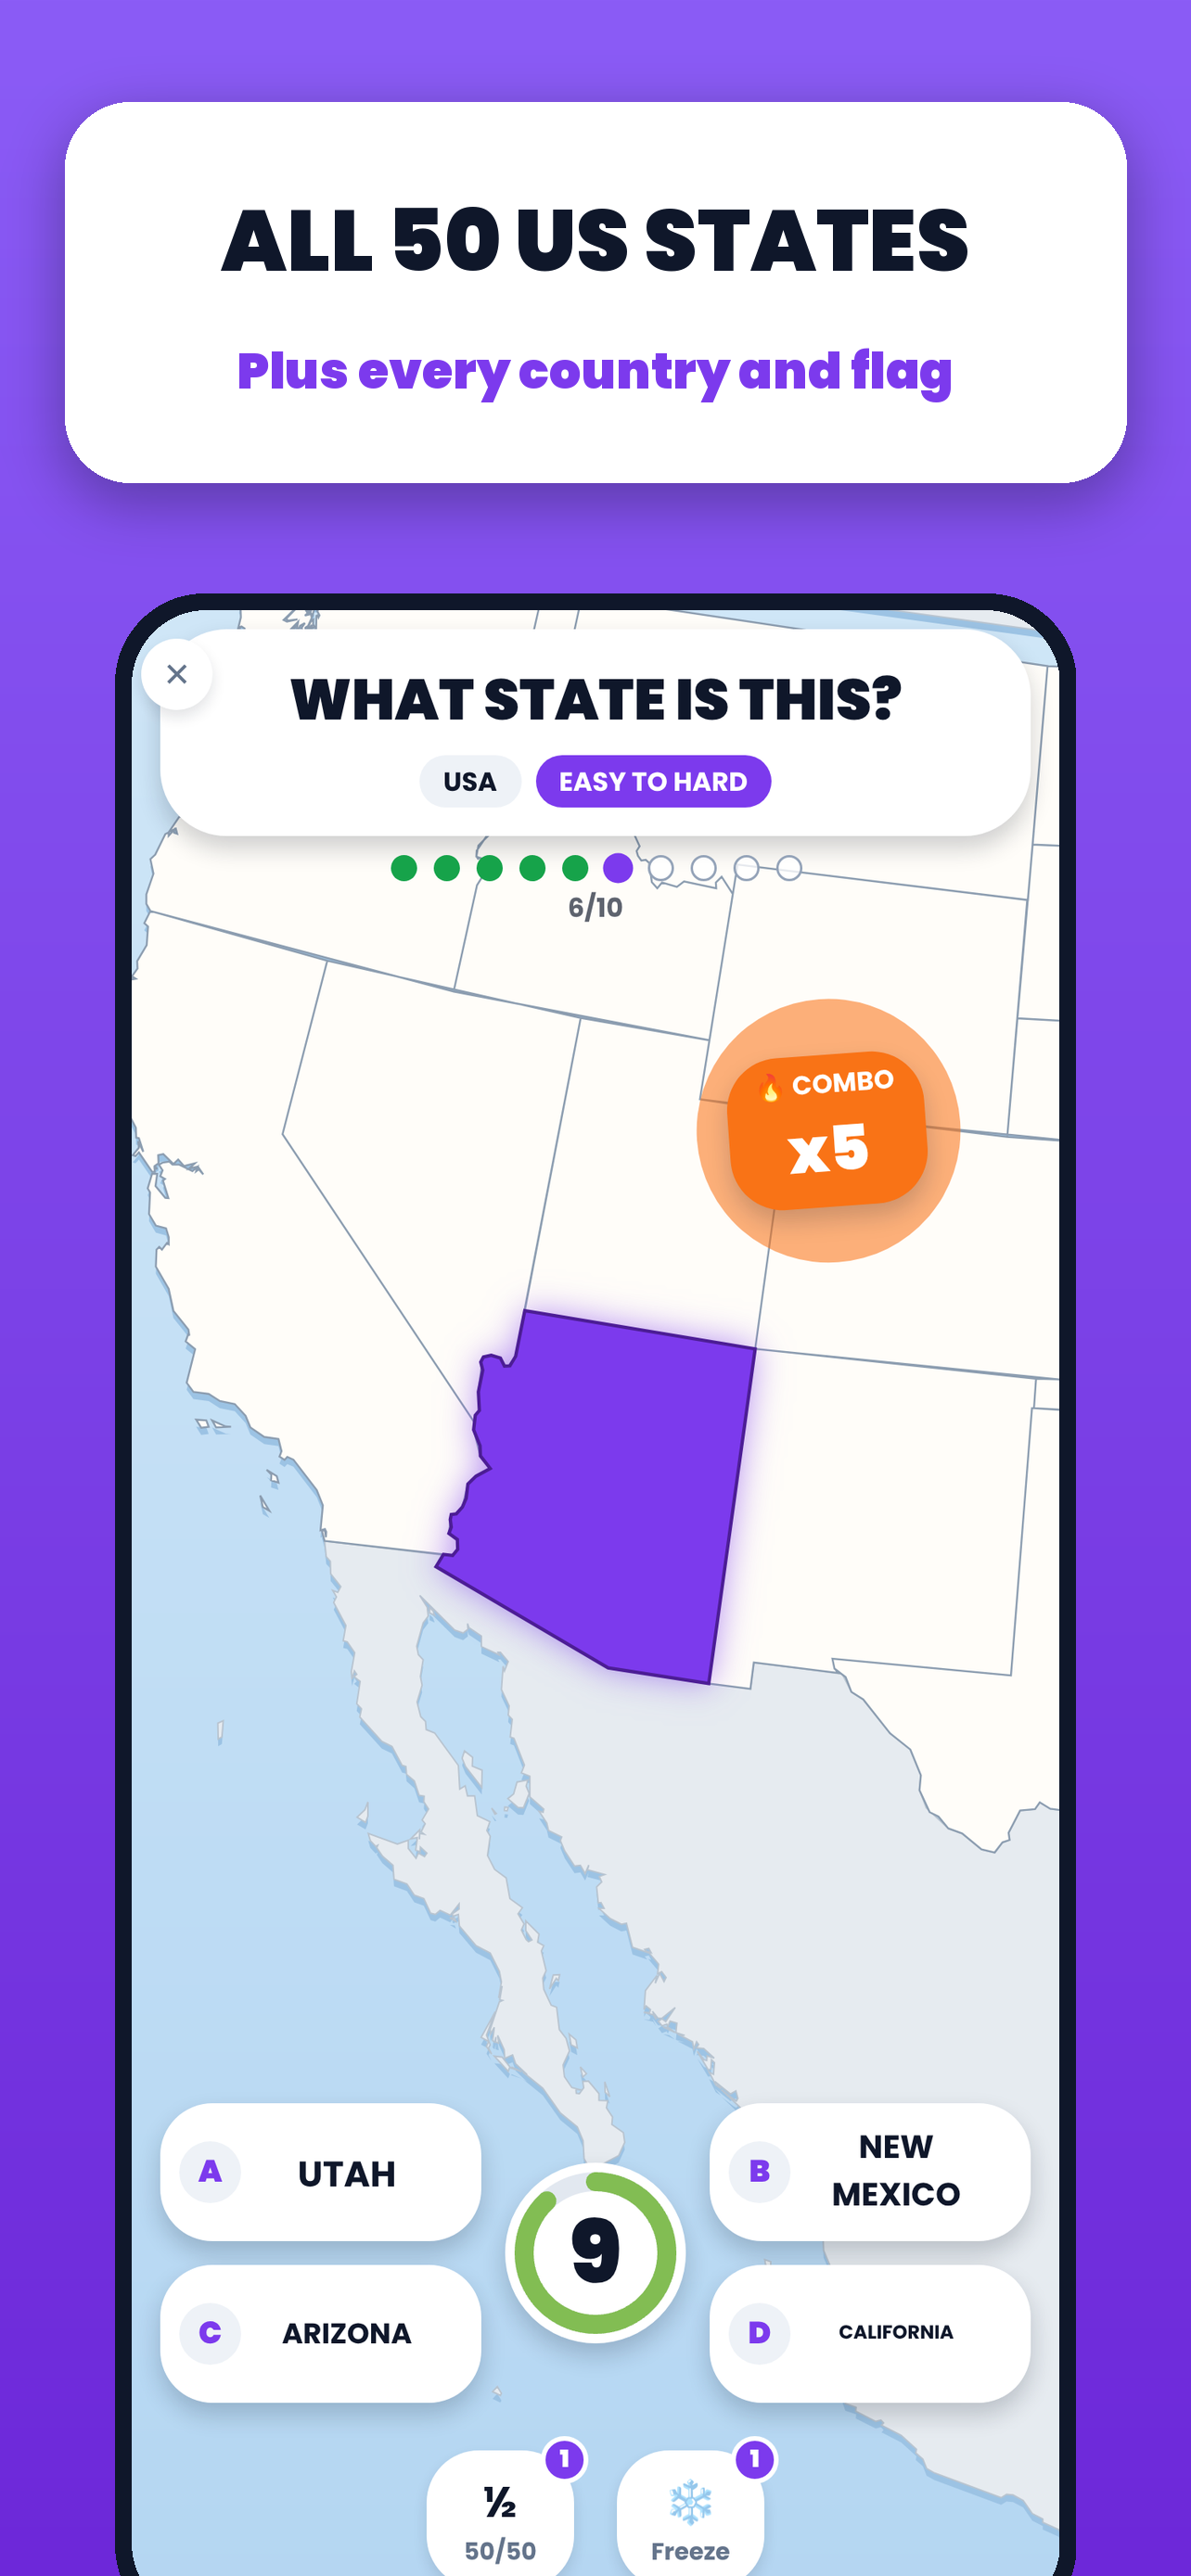 ALL 50 US STATES
Plus every country and flag
×
WHAT STATE IS THIS?
USA
EASY TO HARD
6/10
🔥 COMBO
x5
A
UTAH
B
NEW
MEXICO
9
C
ARIZONA
D
CALIFORNIA
1
½
50/50
1
Freeze